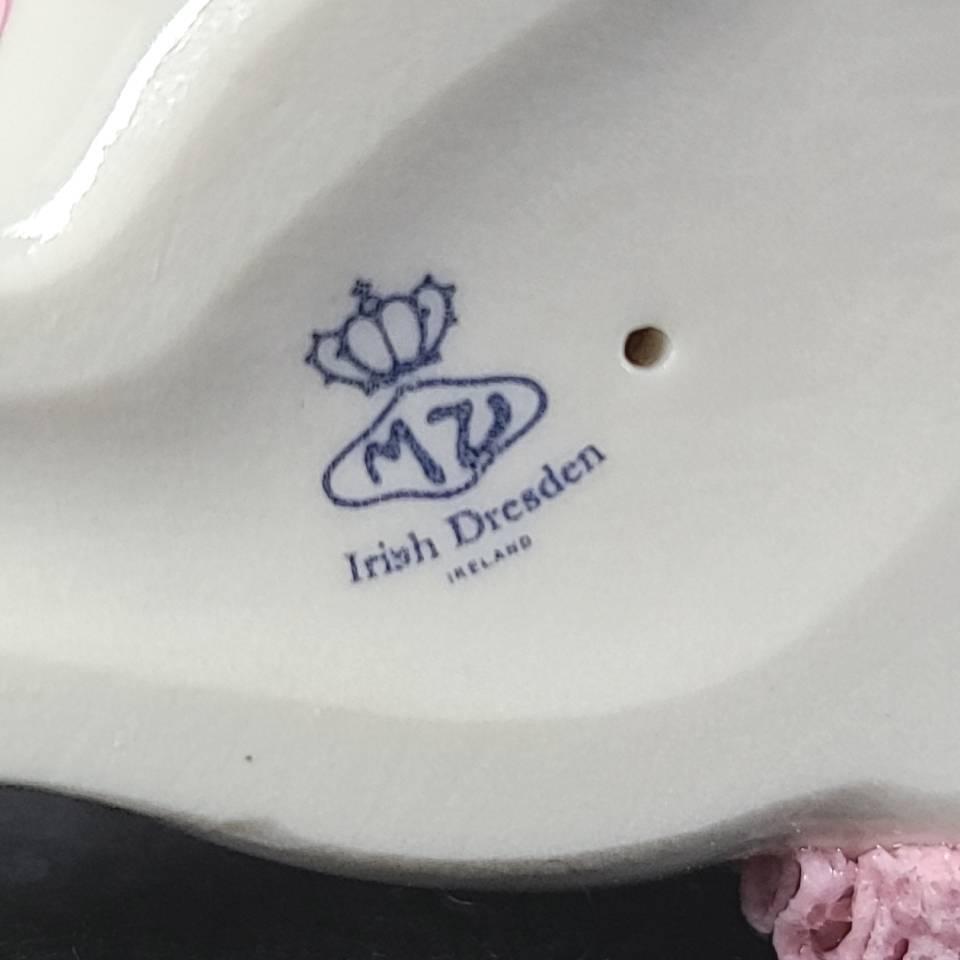 MZ
Irish Dresden
IRELAND